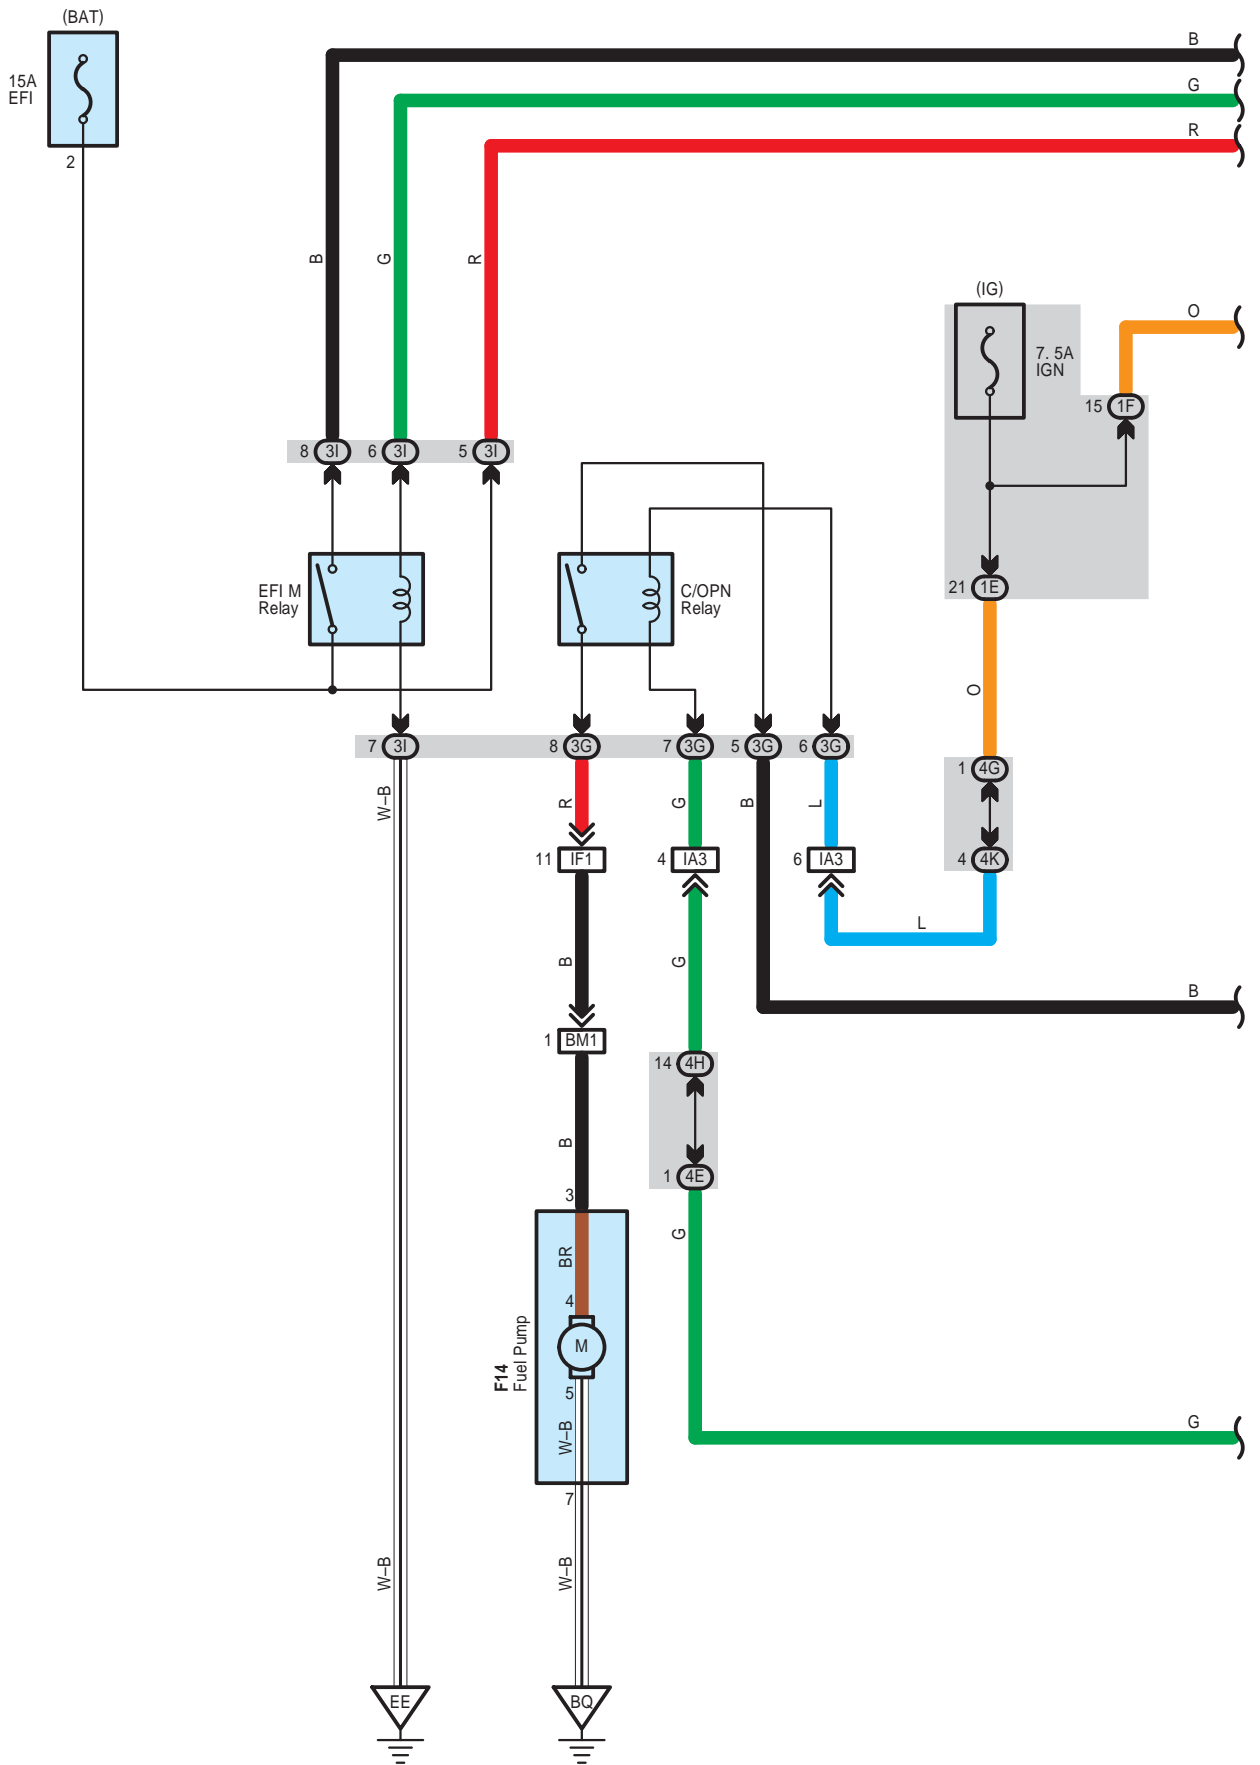 (BAT)
15A
EFI
2
B
G
R
B
G
R
(IG)
7. 5A
IGN
O
15 1F
8 3I 6 3I 5 3I
EFI M
Relay
C/OPN
Relay
21 1E
O
7 3I 8 3G 7 3G 5 3G 6 3G
1 4G
W–B
R
G
B
L
11 IF1 4 IA3 6 IA3 4 4K
L
B
G
B
1 BM1
14 4H
B
1 4E
3
G
BR
4
M
F14
Fuel Pump
5
W–B
G
7
W–B
W–B
EE
BQ